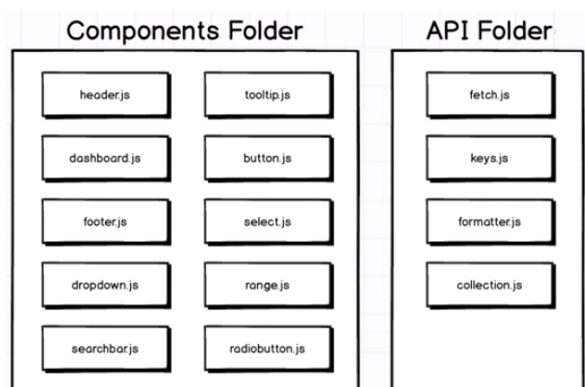 Components Folder
API Folder
header.js
tooltip.js
fetch.js
dashboard.js
button.js
keys.js
footer.js
select.js
formatter.js
dropdown.js
range.js
collection.js
searchbar.js
radiobutton.js